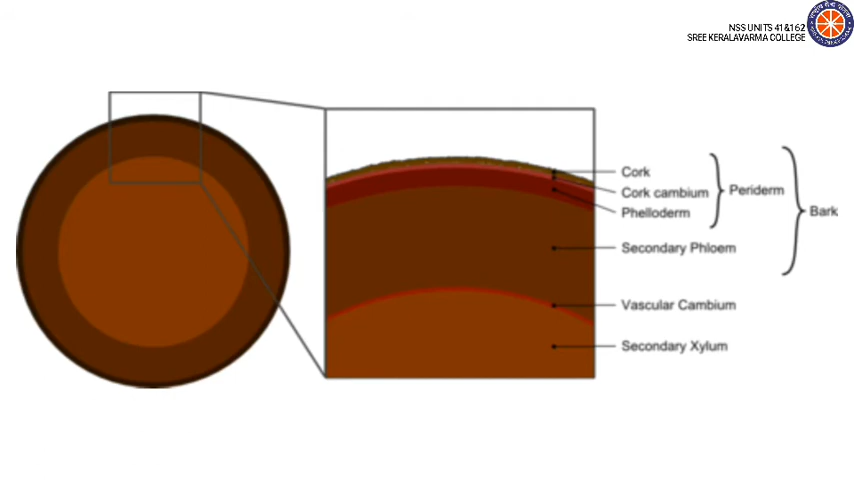 NSS UNITS 41&162
SREE KERALAVARMA COLLEGE
Cork
Cork cambium
Phelloderm
Periderm
Bark
Secondary Phloem
Vascular Cambium
Secondary Xylum